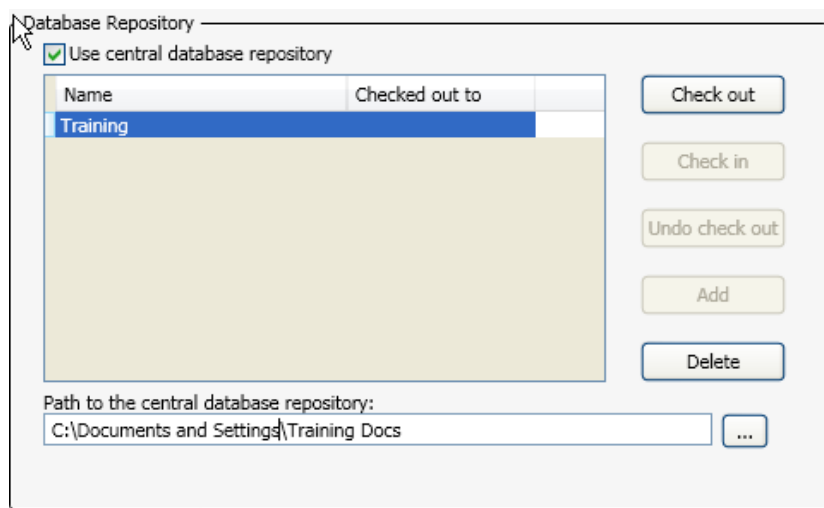 Database Repository
Use central database repository
Name Checked out to
Training
Check out
Check in
Undo check out
Add
Delete
Path to the central database repository:
C:\Documents and Settings\Training Docs
...